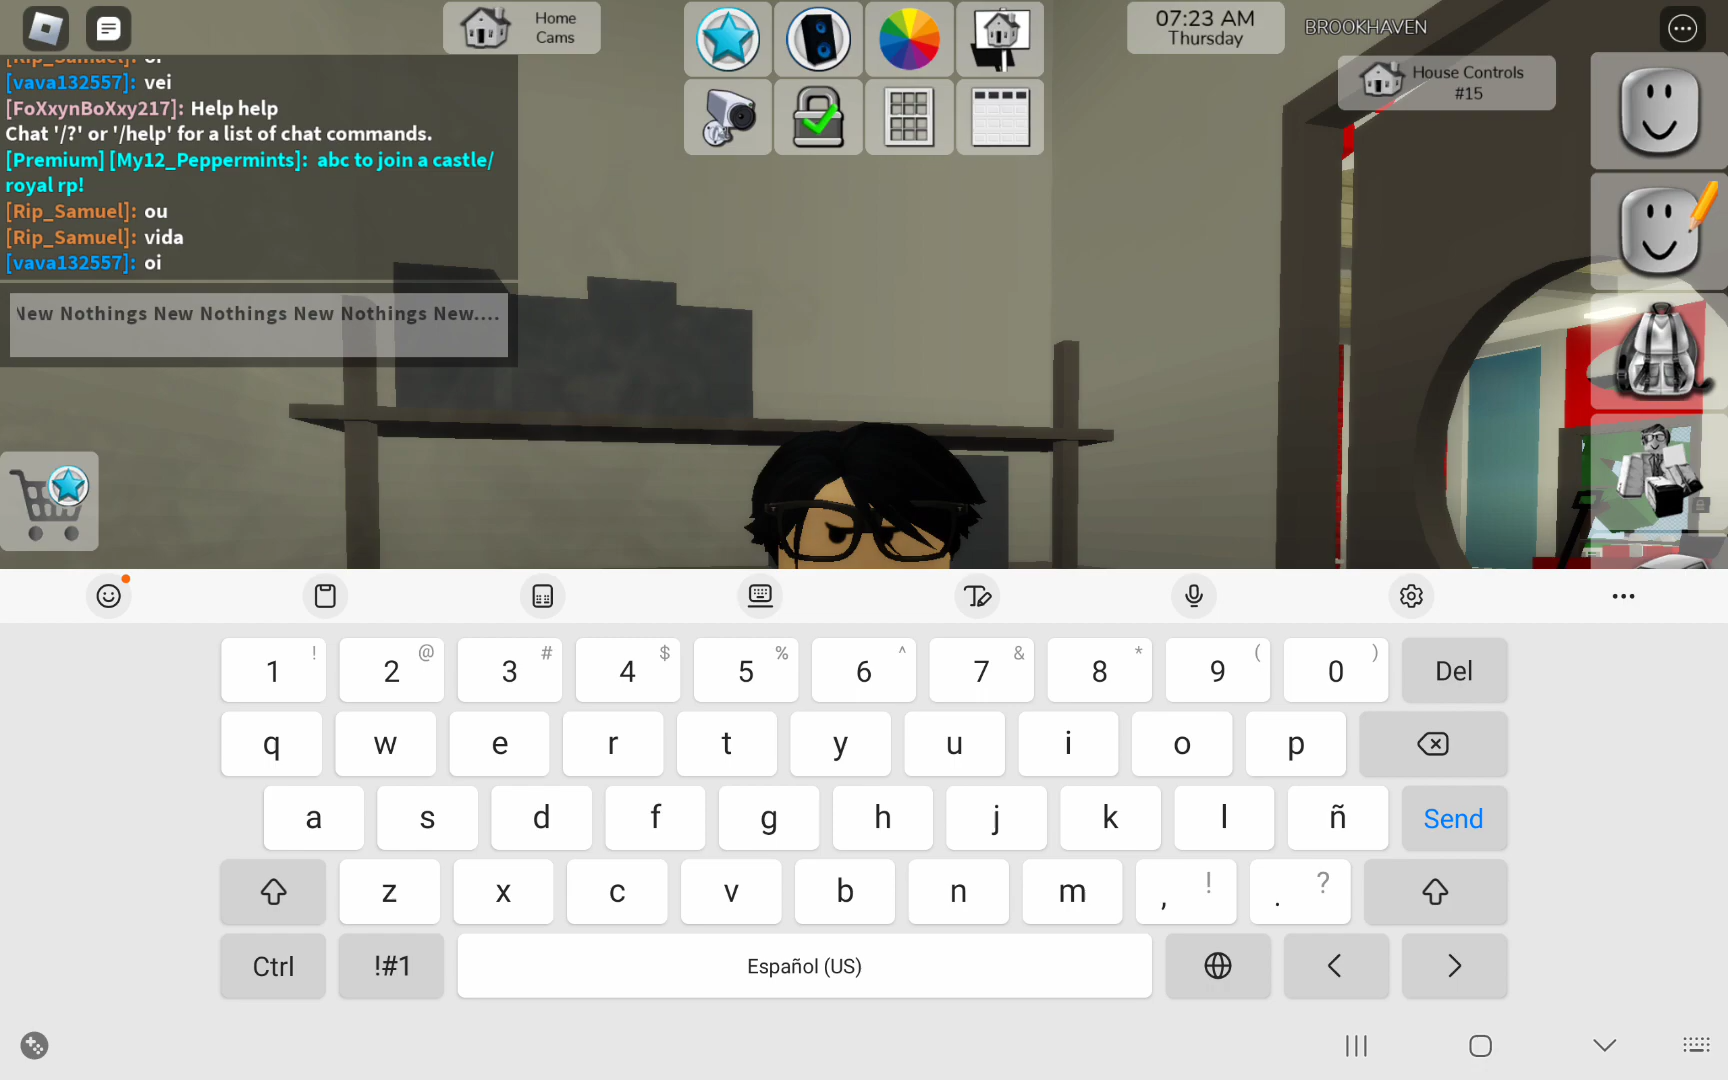 Home
Cams
07:23 AM
Thursday
BROOKHAVEN
House Controls
#15
[vava132557]: vei
[FoXxynBoXxy217]: Help help
Chat '/?' or '/help' for a list of chat commands.
[Premium] [My12_Peppermints]: abc to join a castle/
royal rp!
[Rip_Samuel]: ou
[Rip_Samuel]: vida
[vava132557]: oi
New Nothings New Nothings New Nothings New....
1 ! 2 @ 3 # 4 $ 5 % 6 ^ 7 & 8 * 9 ( 0 ) Del
q w e r t y u i o p
a s d f g h j k l ñ Send
z x c v b n m , ! . ?
Ctrl !#1 Español (US) < >